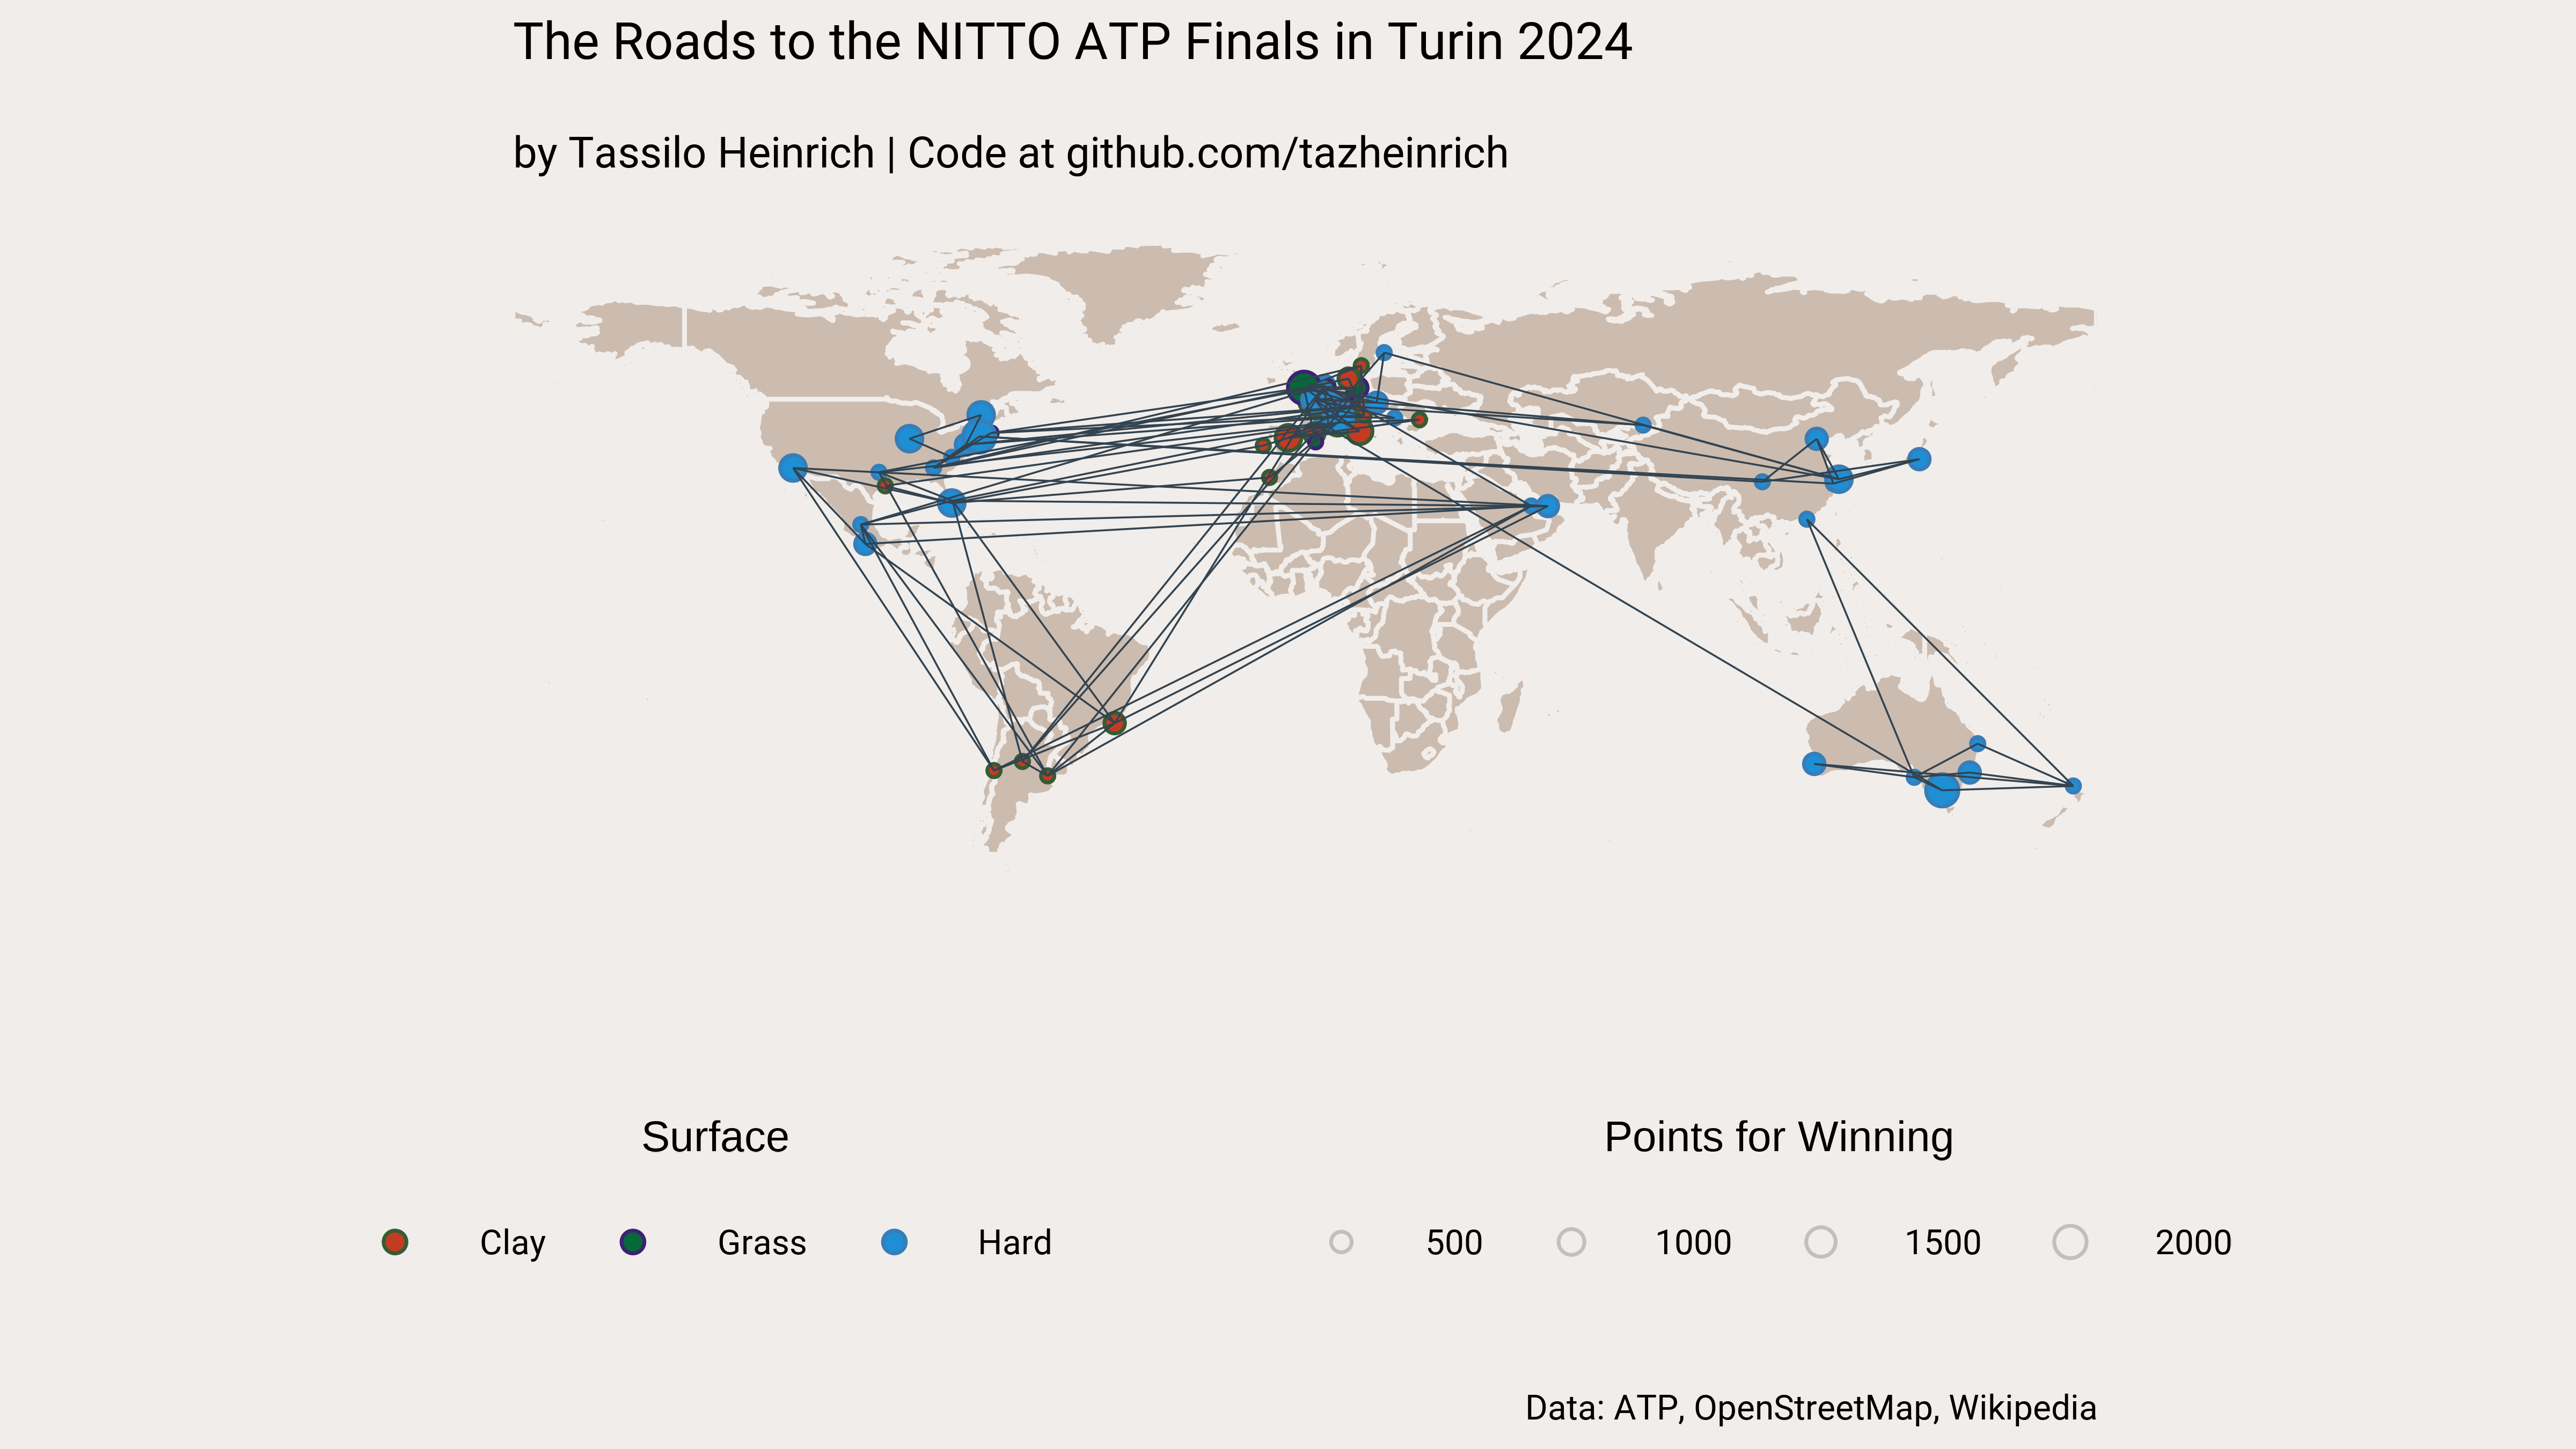 The Roads to the NITTO ATP Finals in Turin 2024
by Tassilo Heinrich | Code at github.com/tazheinrich
Surface
Clay
Grass
Hard
Points for Winning
500
1000
1500
2000
Data: ATP, OpenStreetMap, Wikipedia